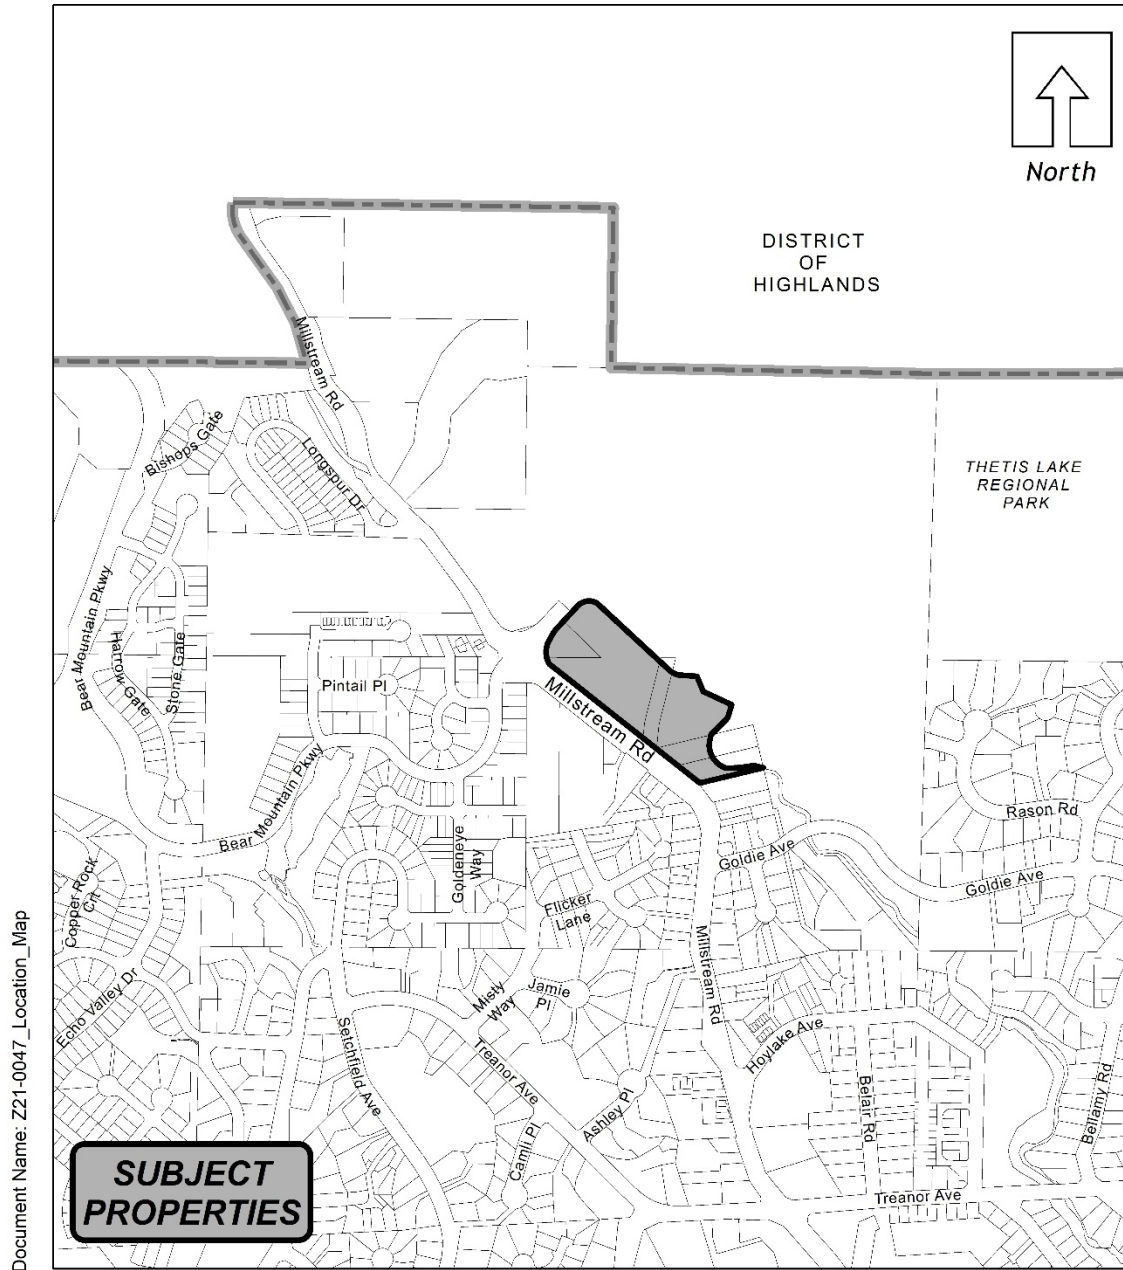 North
DISTRICT
OF
HIGHLANDS
Millstream Rd
THETIS LAKE
REGIONAL
PARK
Bishops Gate
Longspur Dr
Bear Mountain Pkwy
Harrow Gate
Stone Gate
Pintail Pl
Millstream Rd
Bear Mountain Pkwy
Goldeneye
Way
Rason Rd
Goldie Ave
Goldie Ave
Copper Rock
Crt
Flicker
Lane
Echo Valley Dr
Misty
Way
Jamie
Pl
Millstream Rd
Hoylake Ave
Setchfield Ave
Treanor Ave
Ashley Pl
Camli Pl
Belair Rd
Bellamy Rd
Treanor Ave
SUBJECT
PROPERTIES
Document Name: Z21-0047_Location_Map